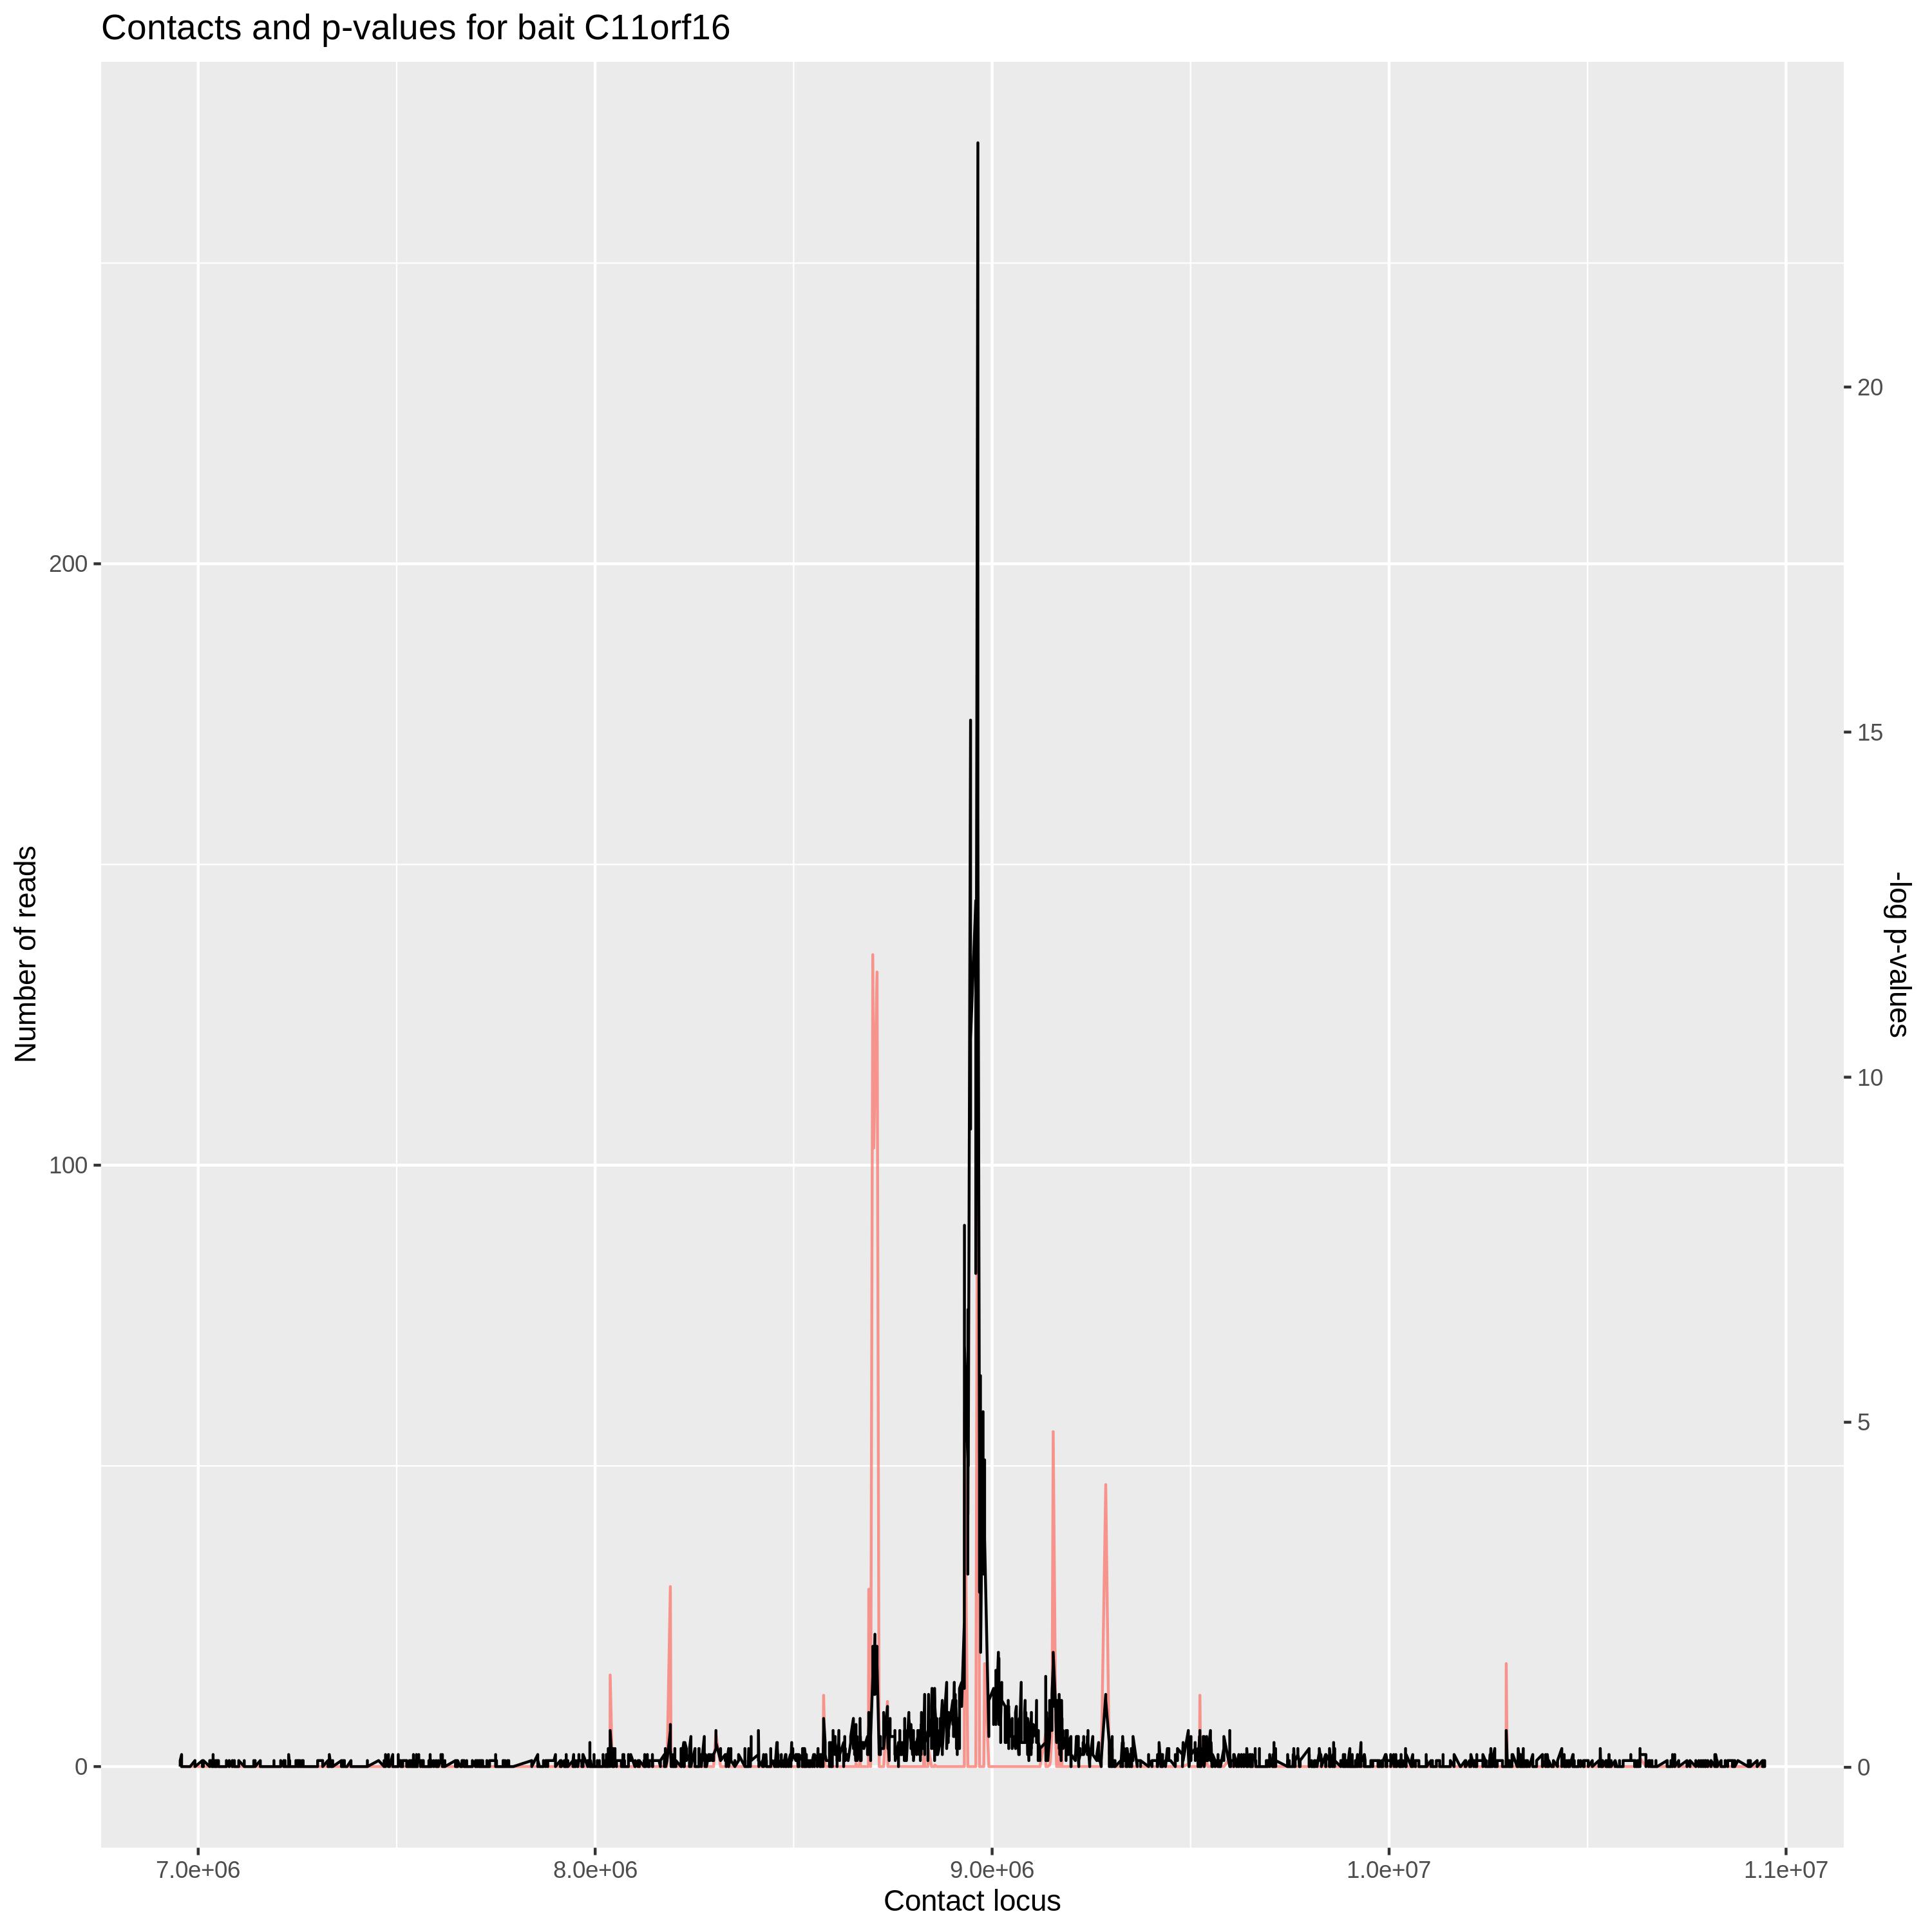 Contacts and p-values for bait C11orf16
Number of reads
200
100
0
20
15
10
5
0
-log p-values
7.0e+06
8.0e+06
9.0e+06
1.0e+07
1.1e+07
Contact locus